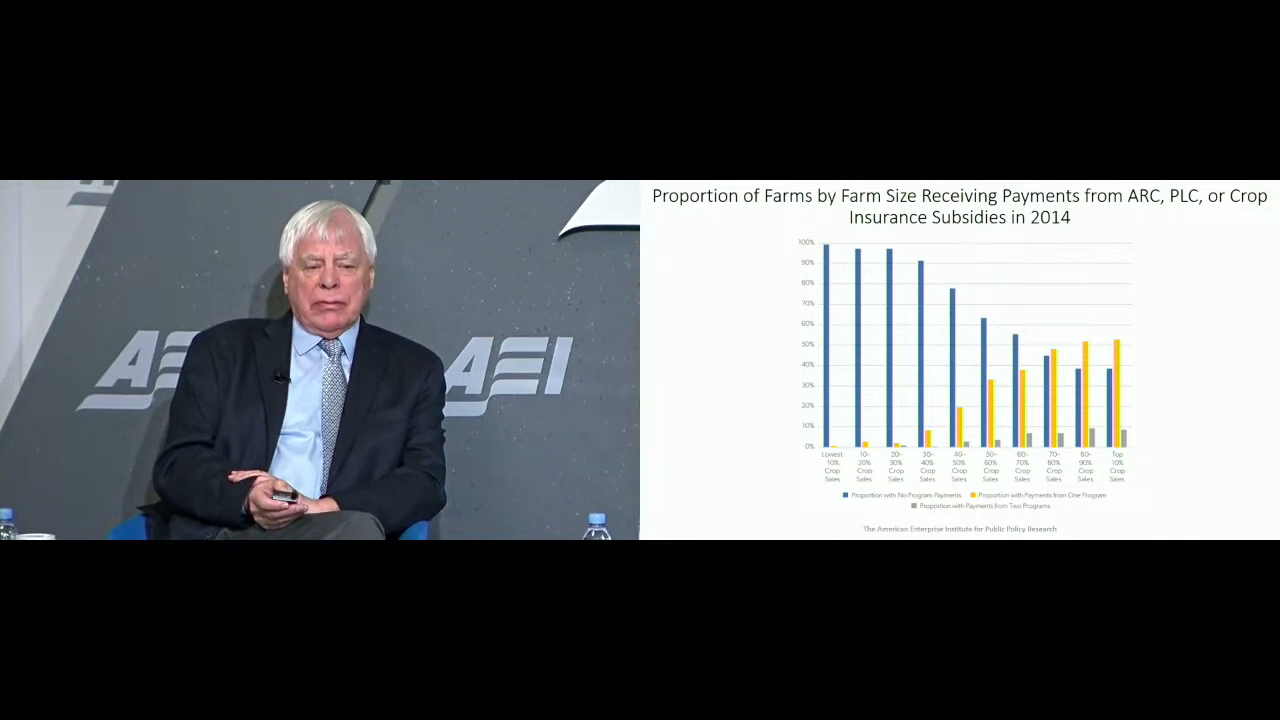 AEI
AEI
Proportion of Farms by Farm Size Receiving Payments from ARC, PLC, or Crop
Insurance Subsidies in 2014
100%
90%
80%
70%
60%
50%
40%
30%
20%
10%
0%
Lowest
10%
Crop
Sales
10–
20%
Crop
Sales
20–
30%
Crop
Sales
30–
40%
Crop
Sales
40–
50%
Crop
Sales
50–
60%
Crop
Sales
60–
70%
Crop
Sales
70–
80%
Crop
Sales
80–
90%
Crop
Sales
Top
10%
Crop
Sales
Proportion with No Program Payments
Proportion with Payments from One Program
Proportion with Payments from Two Programs
The American Enterprise Institute for Public Policy Research